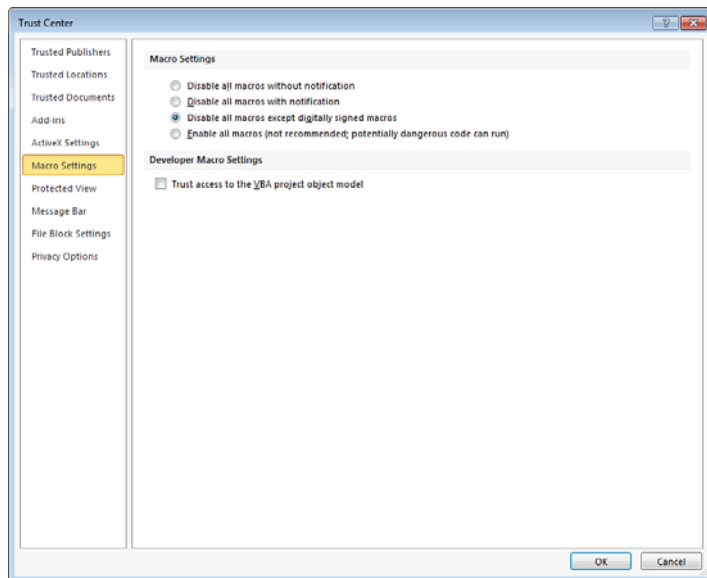 Trust Center
Trusted Publishers
Trusted Locations
Trusted Documents
Add-ins
ActiveX Settings
Macro Settings
Protected View
Message Bar
File Block Settings
Privacy Options
Macro Settings
Disable all macros without notification
Disable all macros with notification
Disable all macros except digitally signed macros
Enable all macros (not recommended; potentially dangerous code can run)
Developer Macro Settings
Trust access to the VBA project object model
OK Cancel